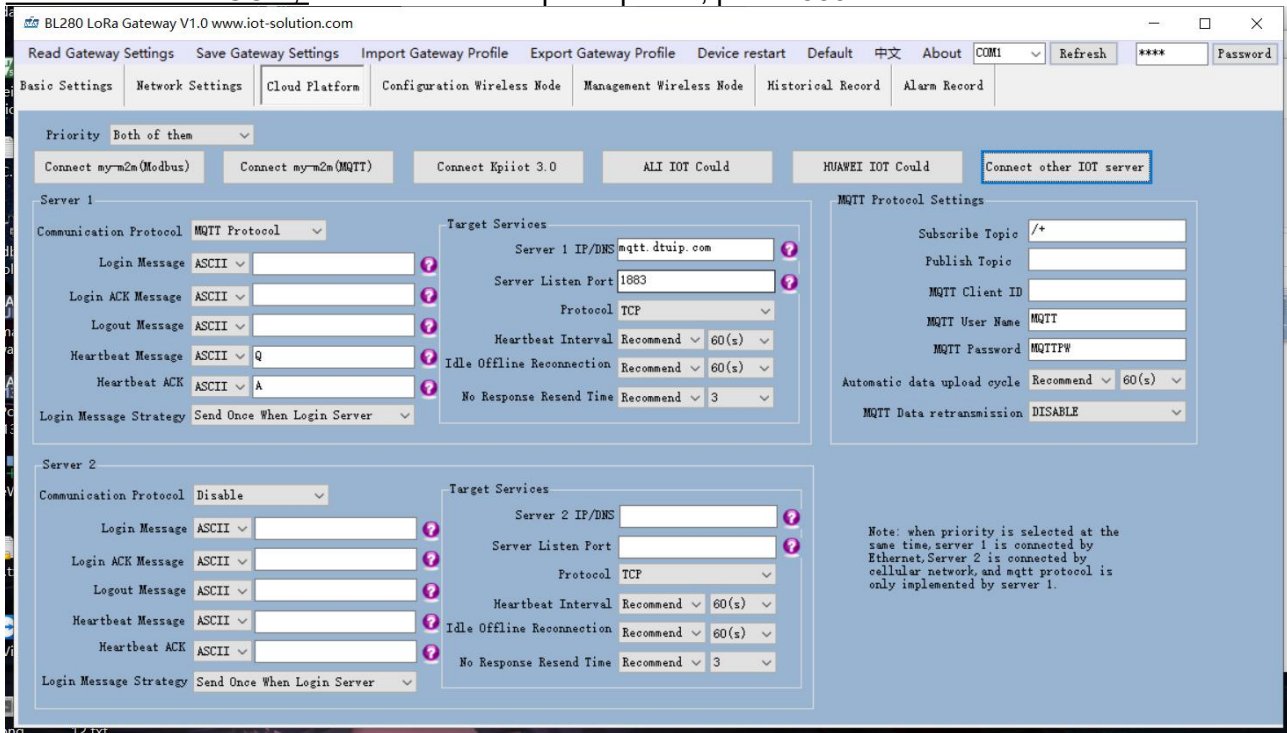 BL280 LoRa Gateway V1.0 www.iot-solution.com
Read Gateway Settings Save Gateway Settings Import Gateway Profile Export Gateway Profile Device restart Default 中文 About COM1 Refresh **** Password
Basic Settings Network Settings Cloud Platform Configuration Wireless Node Management Wireless Node Historical Record Alarm Record
Priority Both of them
Connect my-m2m(Modbus) Connect my-m2m(MQTT) Connect Kpiiot 3.0 ALI IOT Could HUAWEI IOT Could Connect other IOT server
Server 1
Communication Protocol MQTT Protocol
Login Message ASCII
Login ACK Message ASCII
Logout Message ASCII
Heartbeat Message ASCII Q
Heartbeat ACK ASCII A
Login Message Strategy Send Once When Login Server
Target Services
Server 1 IP/DNS mqtt.dtuip.com
Server Listen Port 1883
Protocol TCP
Heartbeat Interval Recommend 60(s)
Idle Offline Reconnection Recommend 60(s)
No Response Resend Time Recommend 3
MQTT Protocol Settings
Subscribe Topic /+
Publish Topic
MQTT Client ID
MQTT User Name MQTT
MQTT Password MQTTPW
Automatic data upload cycle Recommend 60(s)
MQTT Data retransmission DISABLE
Server 2
Communication Protocol Disable
Login Message ASCII
Login ACK Message ASCII
Logout Message ASCII
Heartbeat Message ASCII
Heartbeat ACK ASCII
Login Message Strategy Send Once When Login Server
Target Services
Server 2 IP/DNS
Server Listen Port
Protocol TCP
Heartbeat Interval Recommend 60(s)
Idle Offline Reconnection Recommend 60(s)
No Response Resend Time Recommend 3
Note: when priority is selected at the
same time,server 1 is connected by
Ethernet,Server 2 is connected by
cellular network,and mqtt protocol is
only implemented by server 1.